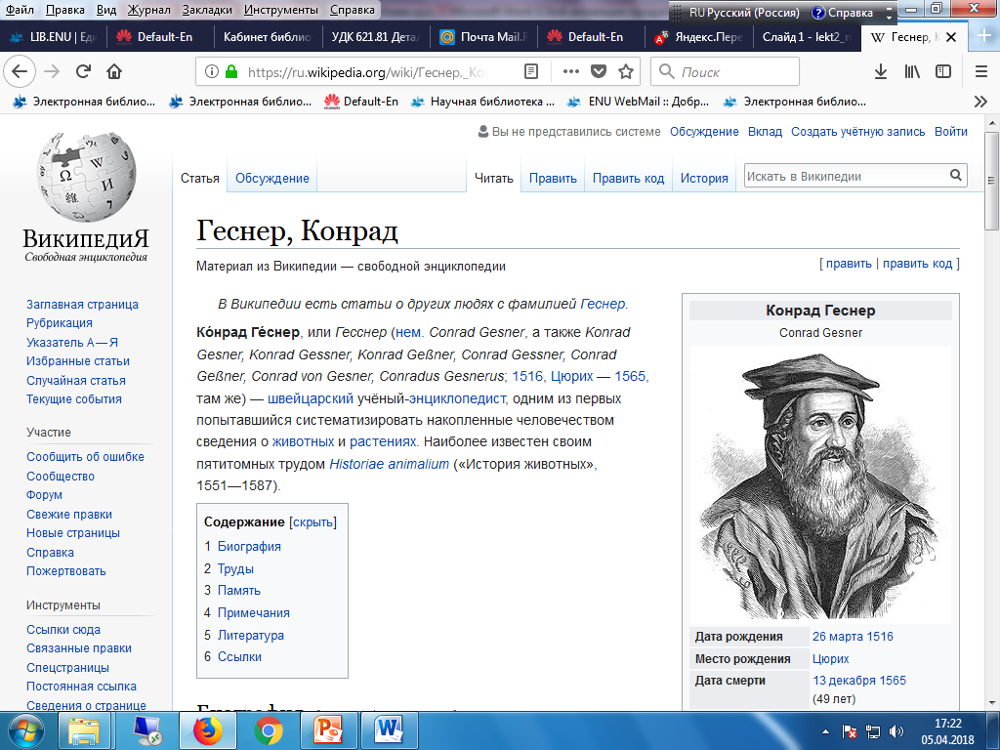 Файл Правка Вид Журнал Закладки Инструменты Справка
RU Русский (Россия) Справка
LIB.ENU | Ед Default-En Кабинет библио УДК 621.81 Дета Почта Mail.R Default-En Яндекс.Пере Слайд 1 - lekt2_п Геснер, К
https://ru.wikipedia.org/wiki/Геснер,_Ко Поиск
Электронная библио... Электронная библио... Default-En Научная библиотека ... ENU WebMail :: Добр... Электронная библио...
Вы не представились системе Обсуждение Вклад Создать учётную запись Войти
Статья Обсуждение Читать Править Править код История Искать в Википедии
ВикипедиЯ
Свободная энциклопедия
Заглавная страница
Рубрикация
Указатель А — Я
Избранные статьи
Случайная статья
Текущие события
Участие
Сообщить об ошибке
Сообщество
Форум
Свежие правки
Новые страницы
Справка
Пожертвовать
Инструменты
Ссылки сюда
Связанные правки
Спецстраницы
Постоянная ссылка
Сведения о странице
Геснер, Конрад
Материал из Википедии — свободной энциклопедии
[ править | править код ]
В Википедии есть статьи о других людях с фамилией Геснер.
Ко́нрад Ге́снер, или Гесснер (нем. Conrad Gesner, а также Konrad
Gesner, Konrad Gessner, Konrad Geßner, Conrad Gessner, Conrad
Geßner, Conrad von Gesner, Conradus Gesnerus; 1516, Цюрих — 1565,
там же) — швейцарский учёный-энциклопедист, одним из первых
попытавшийся систематизировать накопленные человечеством
сведения о животных и растениях. Наиболее известен своим
пятитомных трудом Historiae animalium («История животных»,
1551—1587).
Содержание [скрыть]
1 Биография
2 Труды
3 Память
4 Примечания
5 Литература
6 Ссылки
Биография
Конрад Геснер
Conrad Gesner
Дата рождения 26 марта 1516
Место рождения Цюрих
Дата смерти 13 декабря 1565
(49 лет)
17:22
05.04.2018